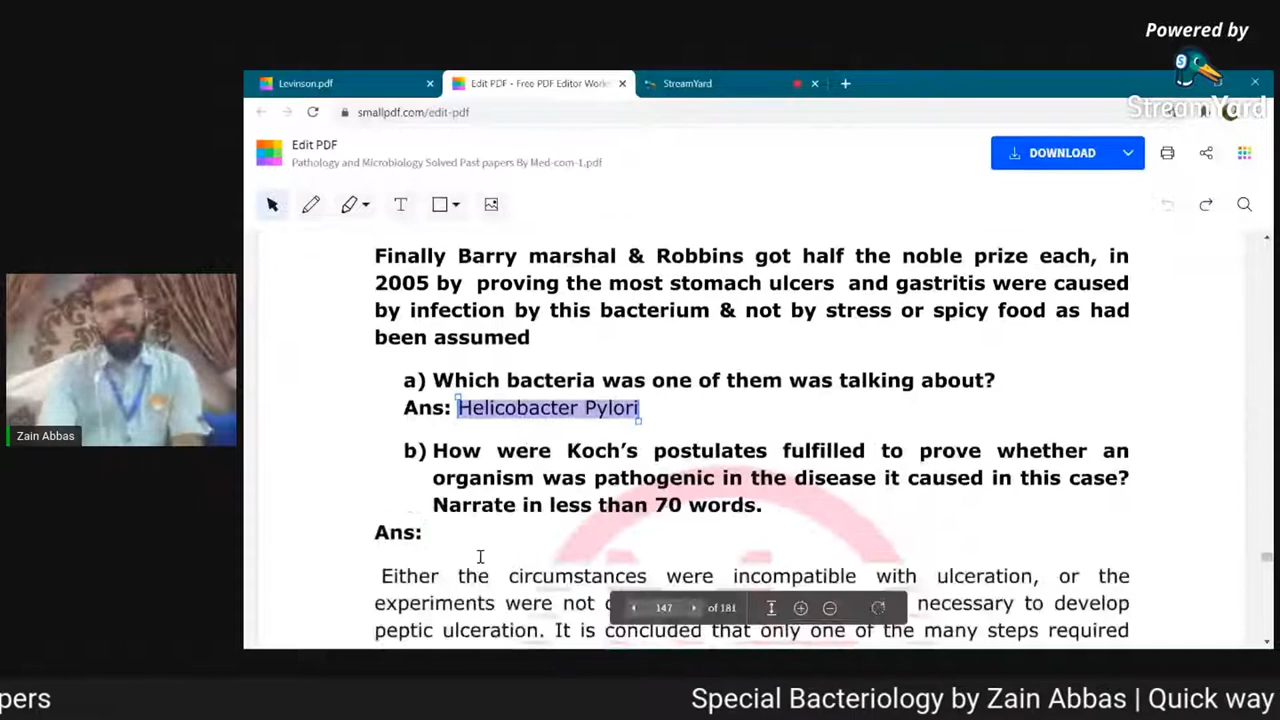 Powered by
StreamYard
Levinson.pdf
Edit PDF - Free PDF Editor Work
StreamYard
smallpdf.com/edit-pdf
Edit PDF
Pathology and Microbiology Solved Past papers By Med-com-1.pdf
DOWNLOAD
Finally Barry marshal & Robbins got half the noble prize each, in
2005 by proving the most stomach ulcers and gastritis were caused
by infection by this bacterium & not by stress or spicy food as had
been assumed
a) Which bacteria was one of them was talking about?
Ans: Helicobacter Pylori
b) How were Koch's postulates fulfilled to prove whether an
organism was pathogenic in the disease it caused in this case?
Narrate in less than 70 words.
Ans:
Either the circumstances were incompatible with ulceration, or the
experiments were not necessary to develop
147 of 181
peptic ulceration. It is concluded that only one of the many steps required
Zain Abbas
pers
Special Bacteriology by Zain Abbas | Quick way